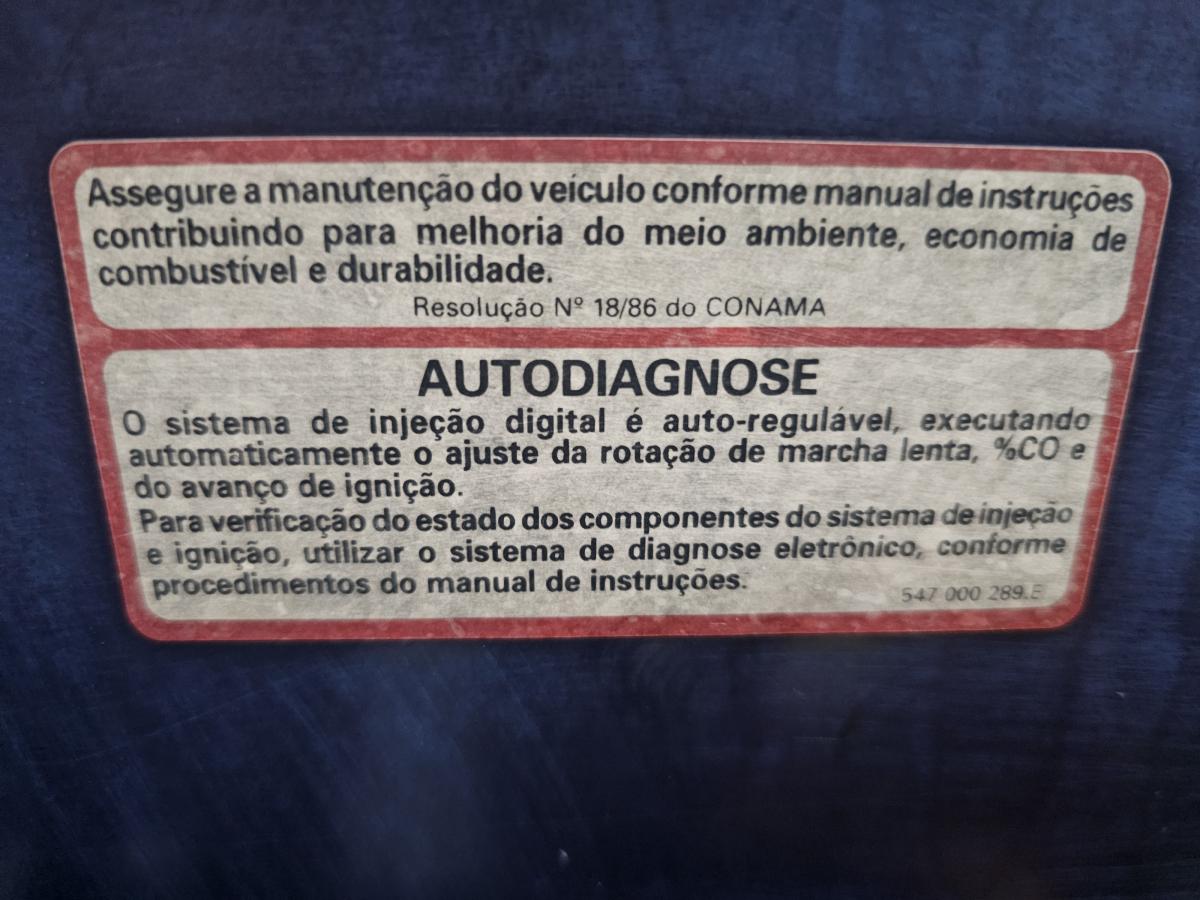 Assegure a manutenção do veículo conforme manual de instruções
contribuindo para melhoria do meio ambiente, economia de
combustível e durabilidade.
Resolução Nº 18/86 do CONAMA
AUTODIAGNOSE
O sistema de injeção digital é auto-regulável, executando
automaticamente o ajuste da rotação de marcha lenta, %CO e
do avanço de ignição.
Para verificação do estado dos componentes do sistema de injeção
e ignição, utilizar o sistema de diagnose eletrônico, conforme
procedimentos do manual de instruções.
547 000 289.E